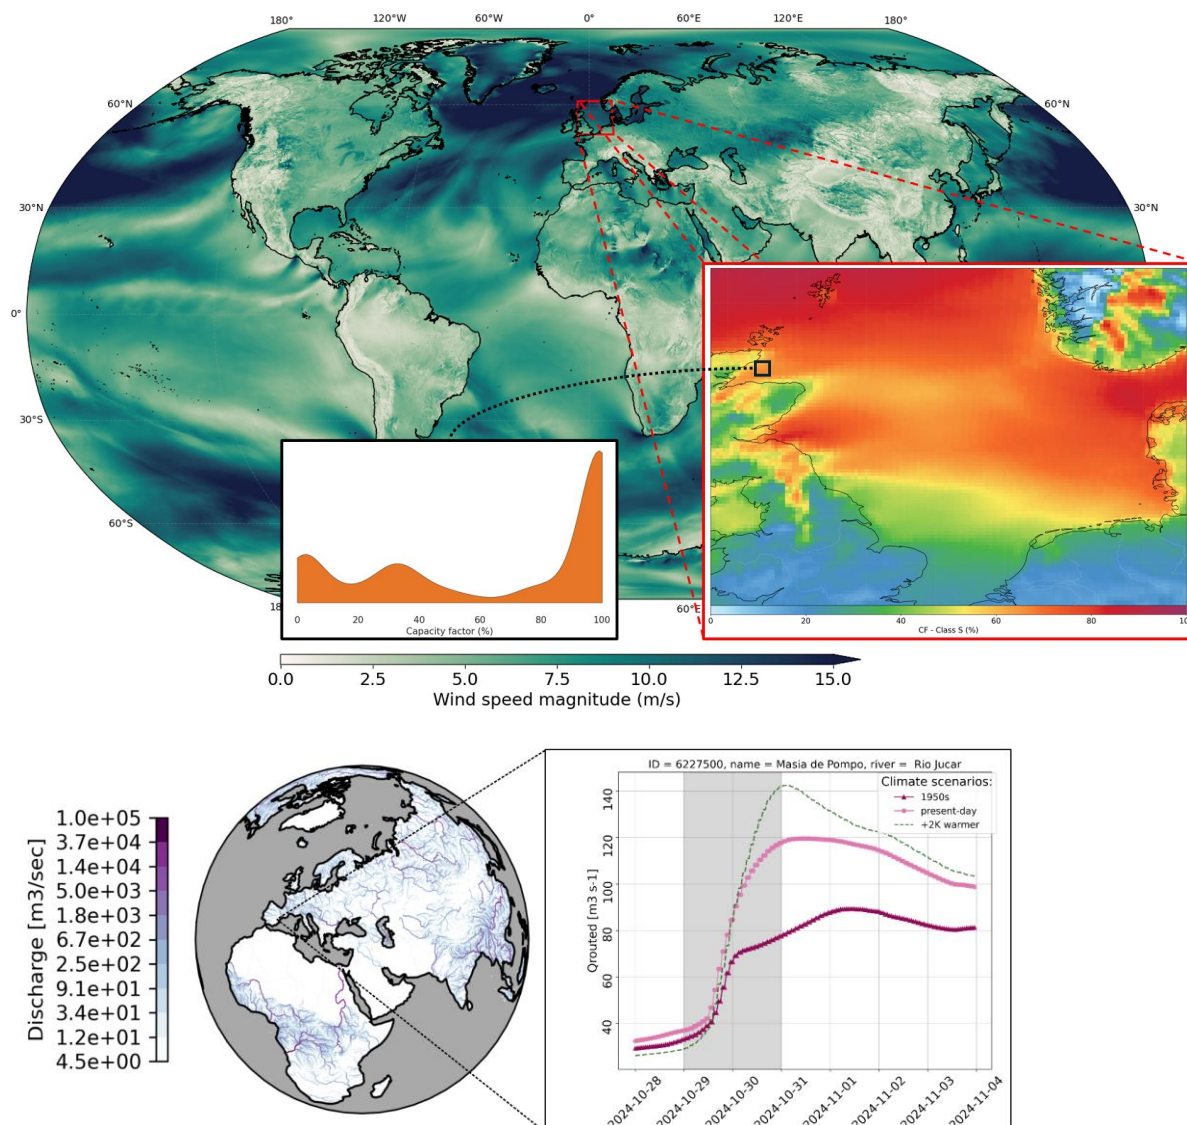 180° 120°W 60°W 0° 60°E 120°E 180°
60°N 60°N
30°N 30°N
0°
30°S
60°S
60°E
0 20 40 60 80 100
Capacity factor (%)
0 20 40 60 80 100
CF - Class S (%)
0.0 2.5 5.0 7.5 10.0 12.5 15.0
Wind speed magnitude (m/s)
Discharge [m3/sec]
1.0e+05
3.7e+04
1.4e+04
5.0e+03
1.8e+03
6.7e+02
2.5e+02
9.1e+01
3.4e+01
1.2e+01
4.5e+00
ID = 6227500, name = Masia de Pompo, river = Rio Jucar
Climate scenarios:
1950s
present-day
+2K warmer
Qrouted [m3 s-1]
140
120
100
80
60
40
2024-10-28 2024-10-29 2024-10-30 2024-10-31 2024-11-01 2024-11-02 2024-11-03 2024-11-04